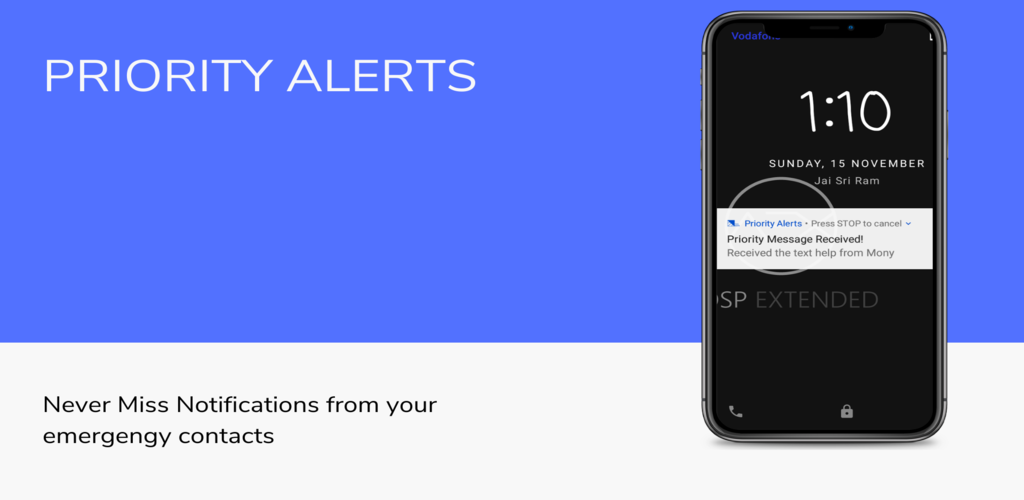 PRIORITY ALERTS
Never Miss Notifications from your
emergengy contacts
Vodafone
1:10
SUNDAY, 15 NOVEMBER
Jai Sri Ram
Priority Alerts • Press STOP to cancel
Priority Message Received!
Received the text help from Mony
OSP EXTENDED